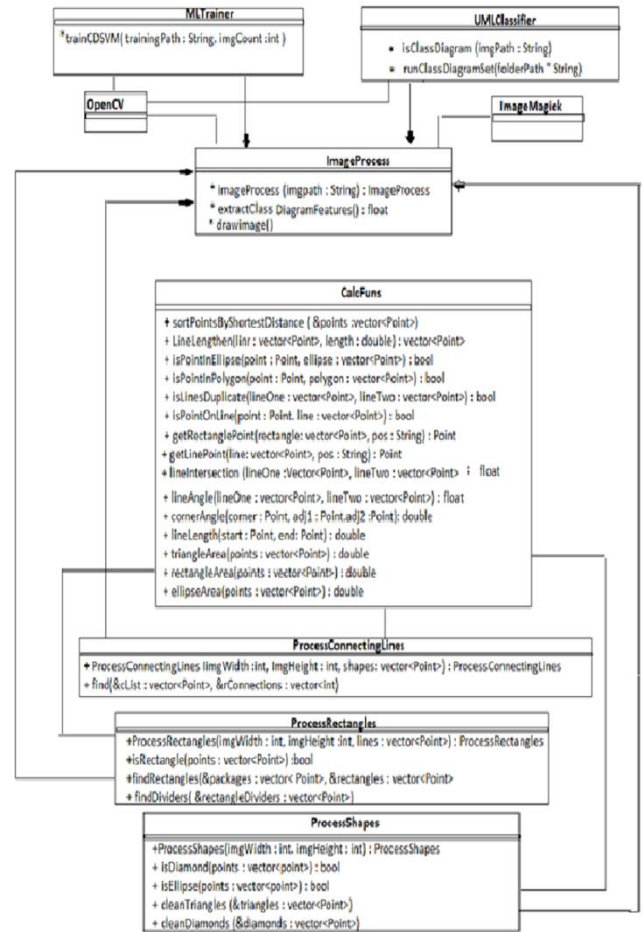 MLTrainer
*trainCDSVM( trainingPath : String, imgCount :int )
UMLClassifier
* isClassDiagram (imgPath : String)
* runClassDiagramSet(folderPath " String)
OpenCV
ImageMagiek
ImageProcess
* imageProcess (imgpath : String) : ImageProcess
* extractClass DiagramFeatures() : float
* drawimage()
CalcFuns
+ sortPointsByShortestDistance ( &points :vector<Point>)
+ LineLengthen(linr : vector<Point>, length : double) : vector<Point>
+ isPointInEllipse(point : Point, ellipse : vector<Point>) : bool
+ isPointInPolygon(point : Point, polygon : vector<Point>) : bool
+ isLinesDuplicate(lineOne : vector<Point>, lineTwo : vector<Point>) : bool
+ isPointOnLine(point : Point. line : vector<Point>) : bool
+ getRectanglePoint(rectangle: vector<Point>, pos : String) : Point
+getLinePoint(line: vector<Point>, pos : String) : Point
+lineIntersection (lineOne :Vector<Point>, lineTwo : vector<Point> : float
+ lineAngle(lineOne : vector<Point>, lineTwo : vector<Point>) : float
+ cornerAngle(corner : Point, adj1 : Point,adj2 :Point): double
+ lineLength(start : Point, end: Point) : double
+ triangleArea(points : vector<Point>) : double
+ rectangleArea(points : vector<Point>) : double
+ ellipseArea(points : vector<Point>) : double
ProcessConnectingLines
+ ProcessConnectingLines (imgWidth :int, ImgHeight : int, shapes: vector<Point>) : ProcessConnectingLines
+ find(&cList : vector<Point>, &rConnections : vector<int)
ProcessRectangles
+ProcessRectangles(imgWidth : int, imgHeight :int, lines : vector<Point>) : ProcessRectangles
+isRectangle(points : vector<Point>) :bool
+findRectangles(&packages : vector< Point>, &rectangles : vector<Point>
+ findDividers( &rectangleDividers : vector<Point>)
ProcessShapes
+ProcessShapes(imgWidth : int. imgHeight : int) : ProcessShapes
+ isDiamond(points : vector<point>) : bool
+ isEllipse(points : vector<point>) : bool
+ cleanTriangles (&triangles : vector<Point>)
+ cleanDiamonds (&diamonds : vector<Point>)